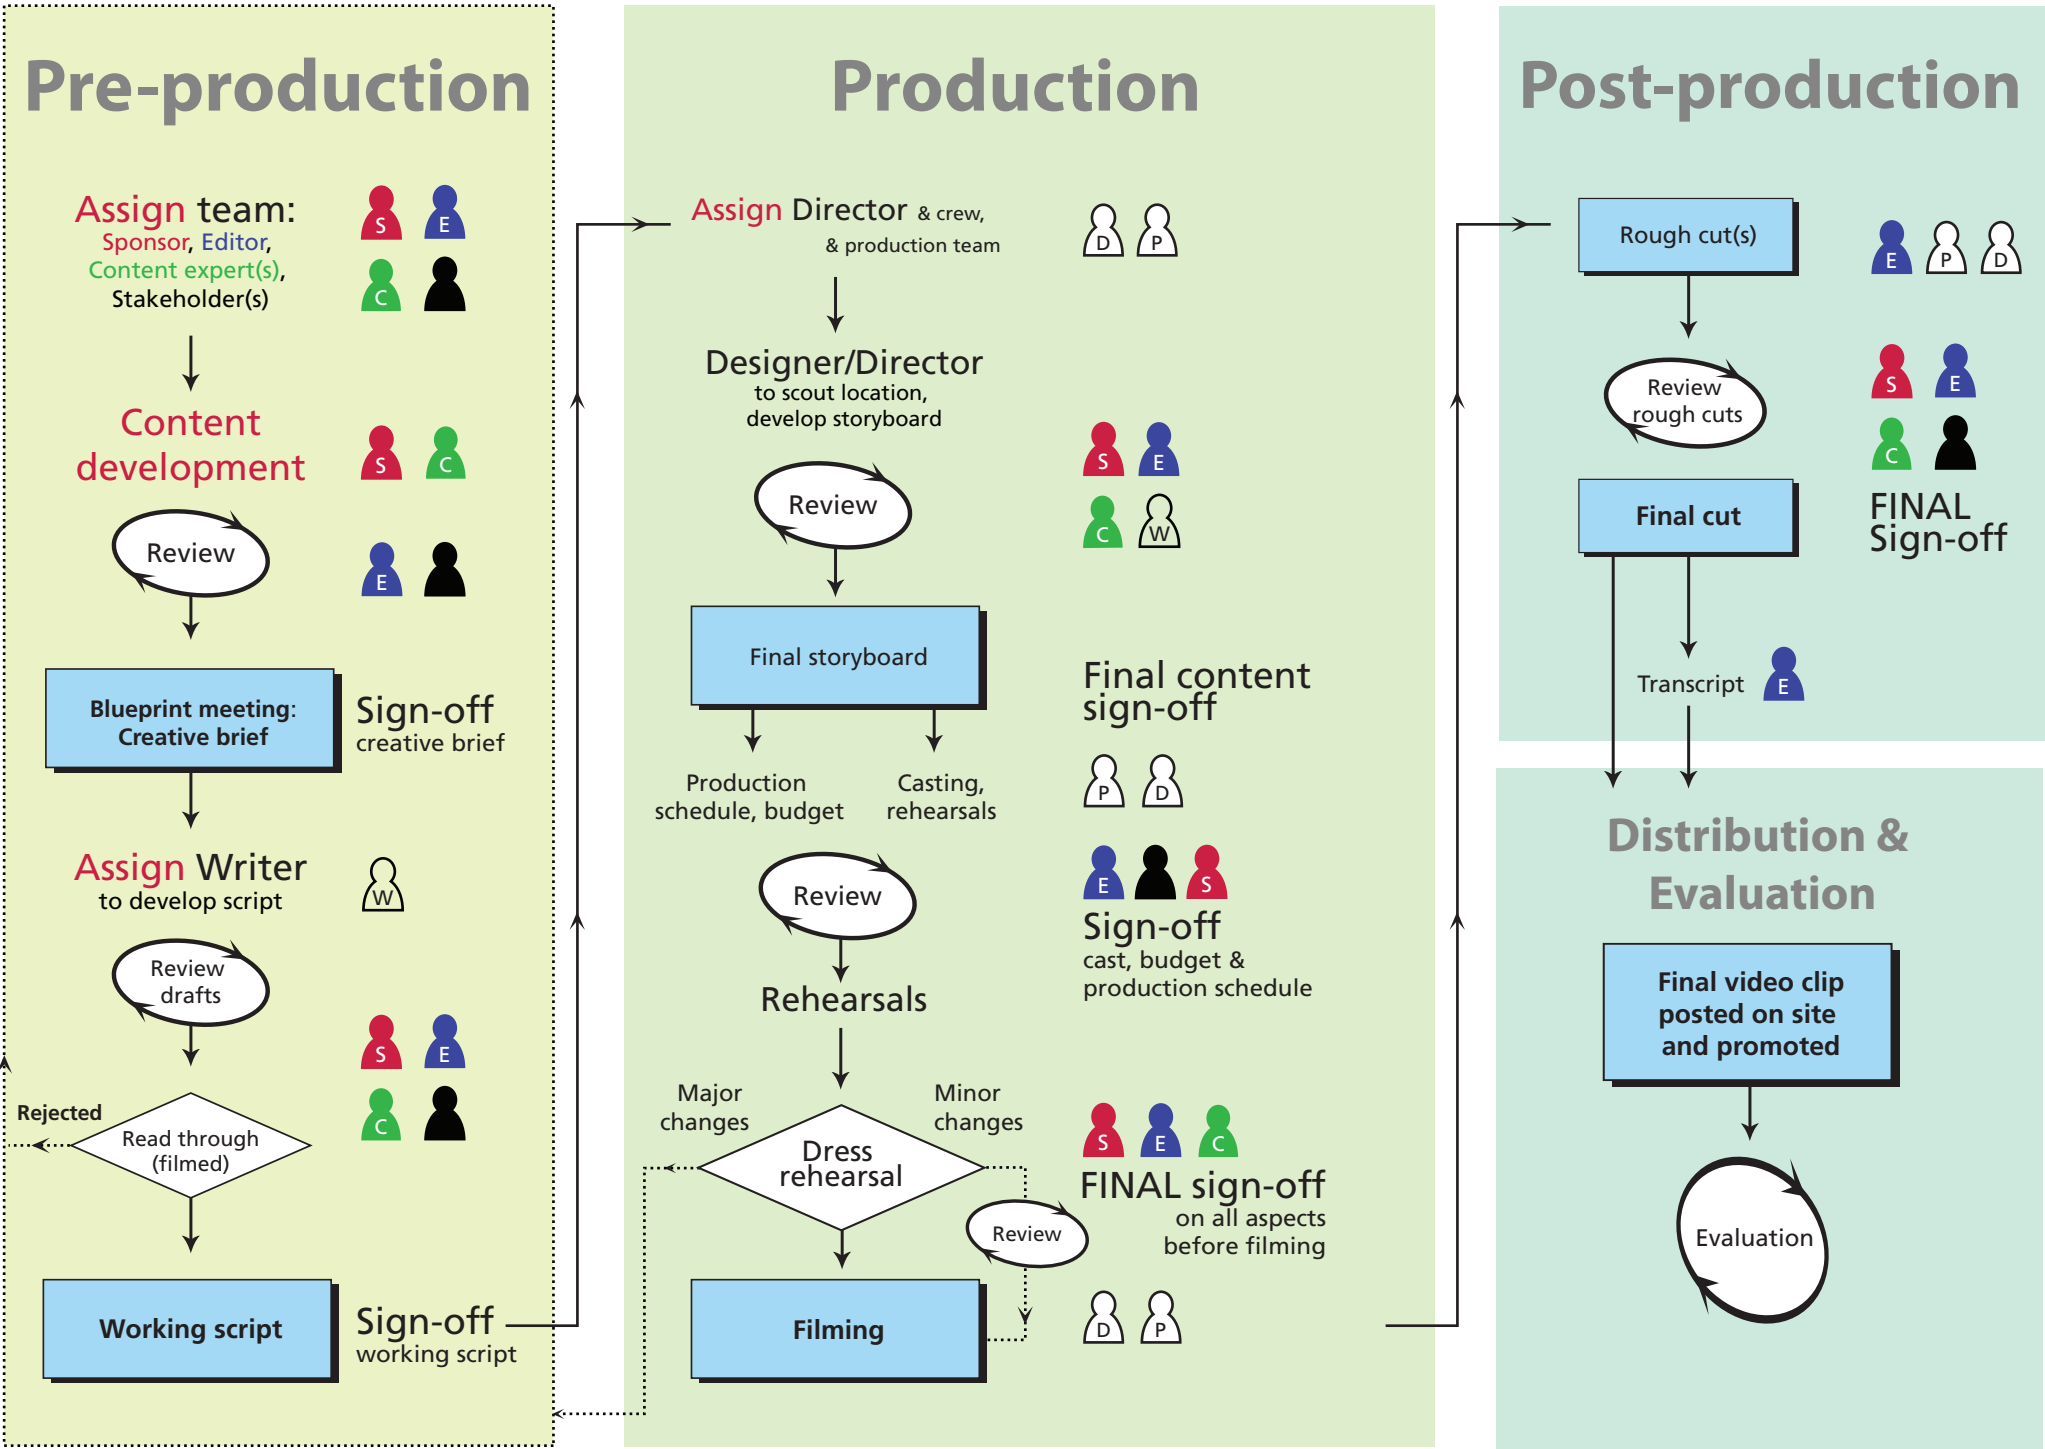 Pre-production
Assign team:
Sponsor, Editor,
Content expert(s),
Stakeholder(s)
S
E
C
Content
development
S
C
Review
E
Blueprint meeting:
Creative brief
Sign-off
creative brief
Assign Writer
to develop script
W
Review
drafts
S
E
C
Rejected
Read through
(filmed)
Working script
Sign-off
working script
Production
Assign Director & crew,
& production team
D
P
Designer/Director
to scout location,
develop storyboard
S
E
Review
C
W
Final storyboard
Final content
sign-off
Production
schedule, budget
Casting,
rehearsals
P
D
Review
E
S
Sign-off
cast, budget &
production schedule
Rehearsals
Major
changes
Minor
changes
Dress
rehearsal
S
E
C
FINAL sign-off
on all aspects
before filming
Review
Filming
D
P
Post-production
Rough cut(s)
E
P
D
Review
rough cuts
S
E
C
Final cut
FINAL
Sign-off
Transcript
E
Distribution &
Evaluation
Final video clip
posted on site
and promoted
Evaluation